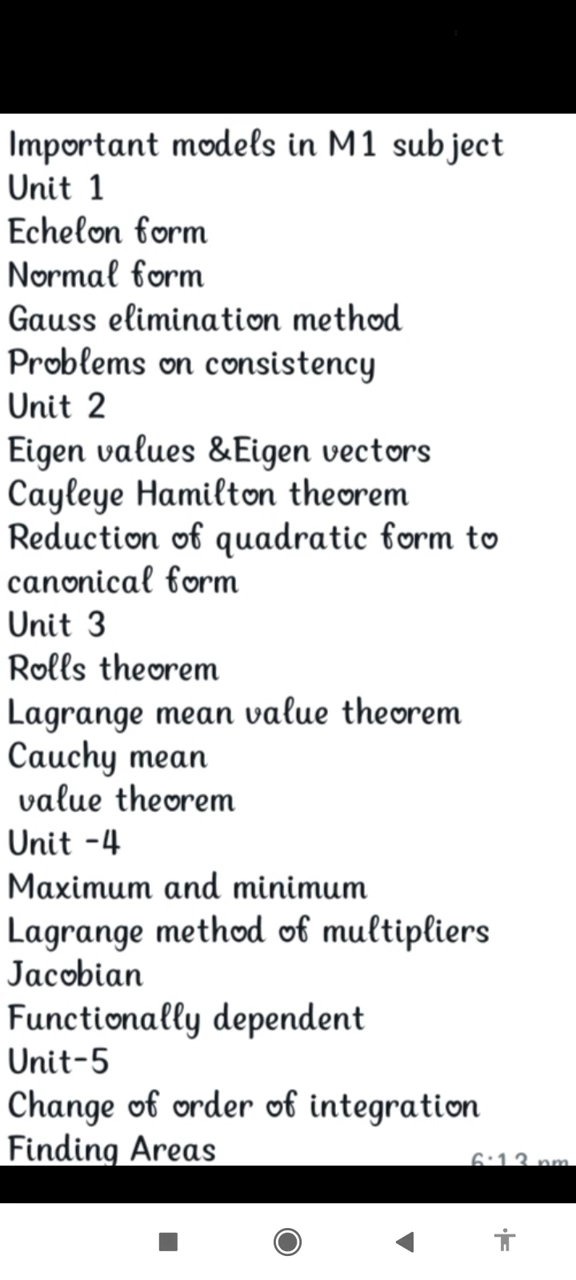 Important models in M1 subject
Unit 1
Echelon form
Normal form
Gauss elimination method
Problems on consistency
Unit 2
Eigen values &Eigen vectors
Cayleye Hamilton theorem
Reduction of quadratic form to
canonical form
Unit 3
Rolls theorem
Lagrange mean value theorem
Cauchy mean
value theorem
Unit -4
Maximum and minimum
Lagrange method of multipliers
Jacobian
Functionally dependent
Unit-5
Change of order of integration
Finding Areas
6:13 pm